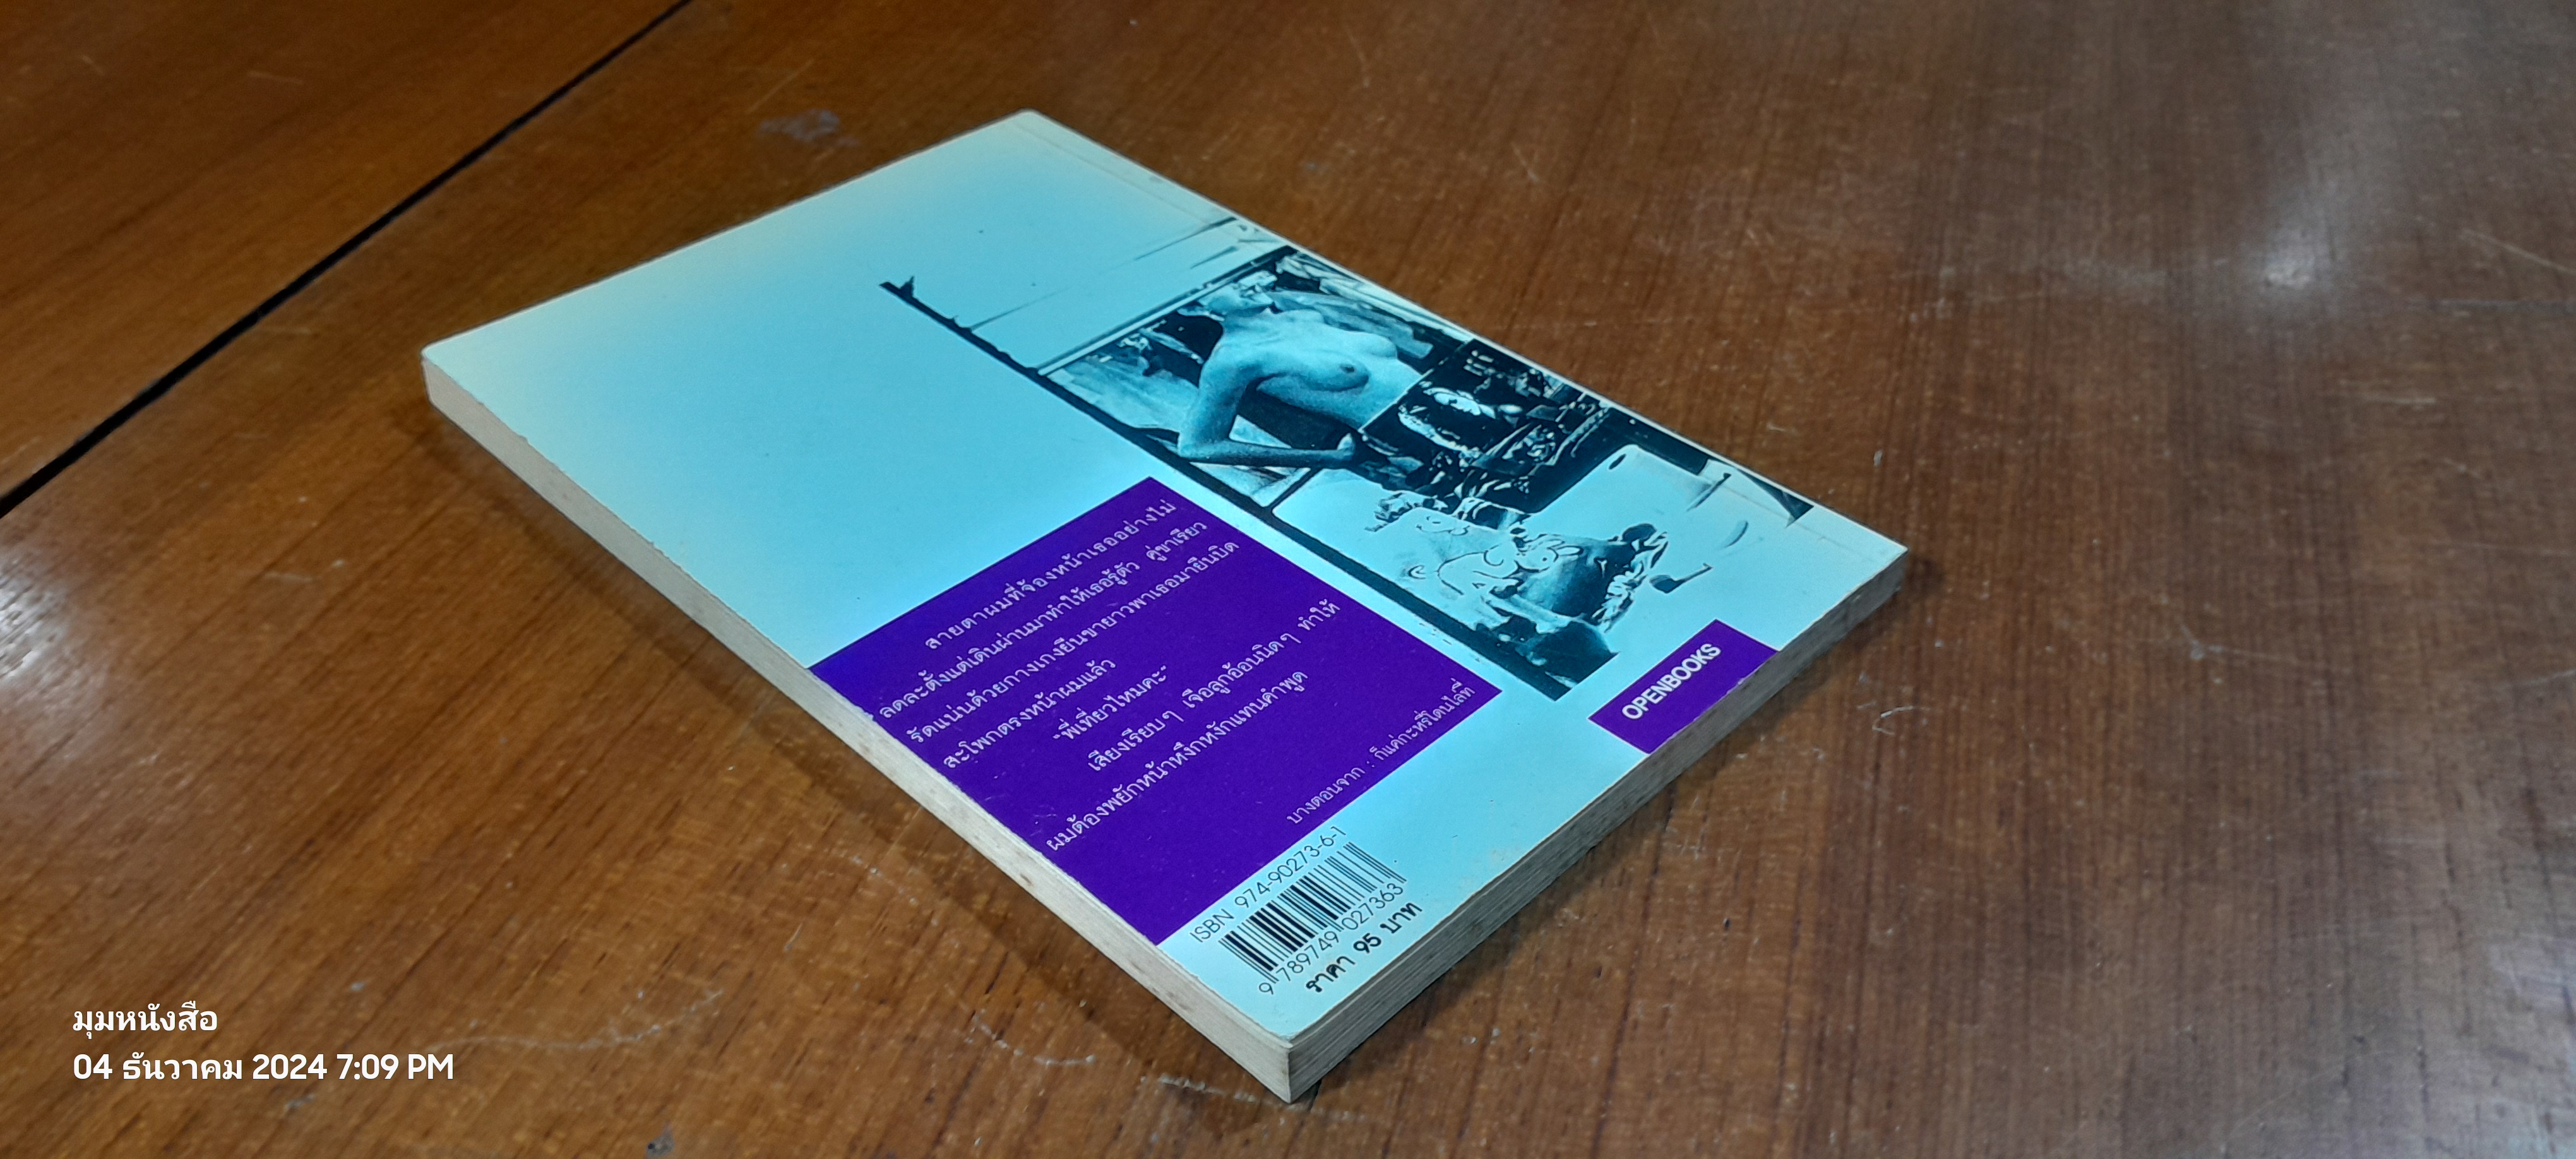 สายตาผมที่จ้องหน้าเธออย่างไม่
ลดละตั้งแต่เดินผ่านมาทำให้เธอรู้ตัว คู่ขาเรียว
รัดแน่นด้วยกางเกงยีนขายาวพาเธอมายืนบิด
สะโพกตรงหน้าผมแล้ว
"พี่เที่ยวไหมคะ"
เสียงเรียบๆ เจือลูกอ้อนนิดๆ ทำให้
ผมต้องพยักหน้าหงึกหงักแทนคำพูด
บางตอนจาก : ก็แค่กะหรี่โคนไลท์
OPENBOOKS
ISBN 974-90273-6-1
9 789749 027363
ราคา 95 บาท
มุมหนังสือ
04 ธันวาคม 2024 7:09 PM